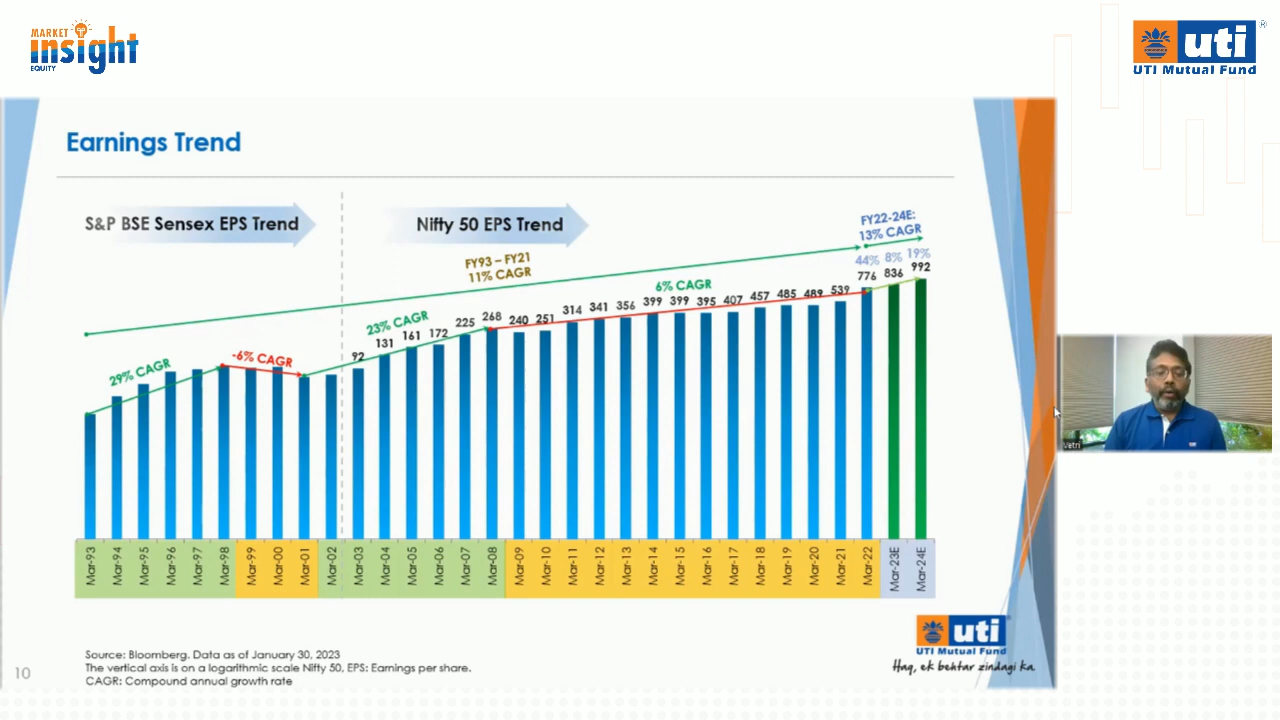 MARKET
insight
EQUITY
uti
®
UTI Mutual Fund
Earnings Trend
S&P BSE Sensex EPS Trend
Nifty 50 EPS Trend
FY22-24E:
13% CAGR
FY93 – FY21
11% CAGR
44% 8% 19%
29% CAGR
-6% CAGR
23% CAGR
6% CAGR
92 131 161 172 225 268 240 251 314 341 356 399 399 395 407 457 485 489 539 776 836 992
Mar-93 Mar-94 Mar-95 Mar-96 Mar-97 Mar-98 Mar-99 Mar-00 Mar-01 Mar-02 Mar-03 Mar-04 Mar-05 Mar-06 Mar-07 Mar-08 Mar-09 Mar-10 Mar-11 Mar-12 Mar-13 Mar-14 Mar-15 Mar-16 Mar-17 Mar-18 Mar-19 Mar-20 Mar-21 Mar-22 Mar-23E Mar-24E
Vetri
uti
UTI Mutual Fund
Haq, ek behtar zindagi ka.
Source: Bloomberg. Data as of January 30, 2023
The vertical axis is on a logarithmic scale Nifty 50, EPS: Earnings per share.
CAGR: Compound annual growth rate
10